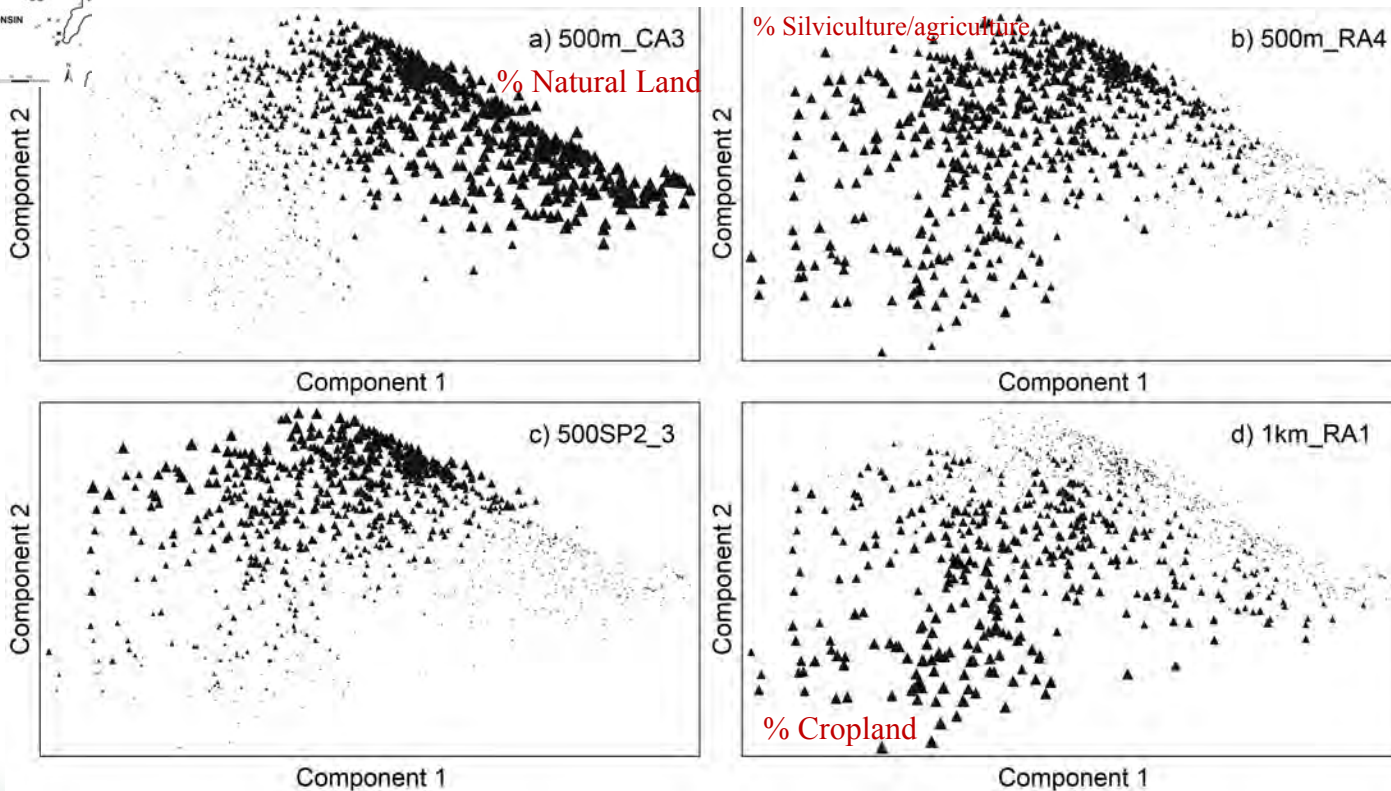 NSIN
a) 500m_CA3
% Natural Land
Component 2
Component 1
% Silviculture/agriculture
b) 500m_RA4
Component 2
Component 1
c) 500SP2_3
Component 2
Component 1
d) 1km_RA1
% Cropland
Component 2
Component 1